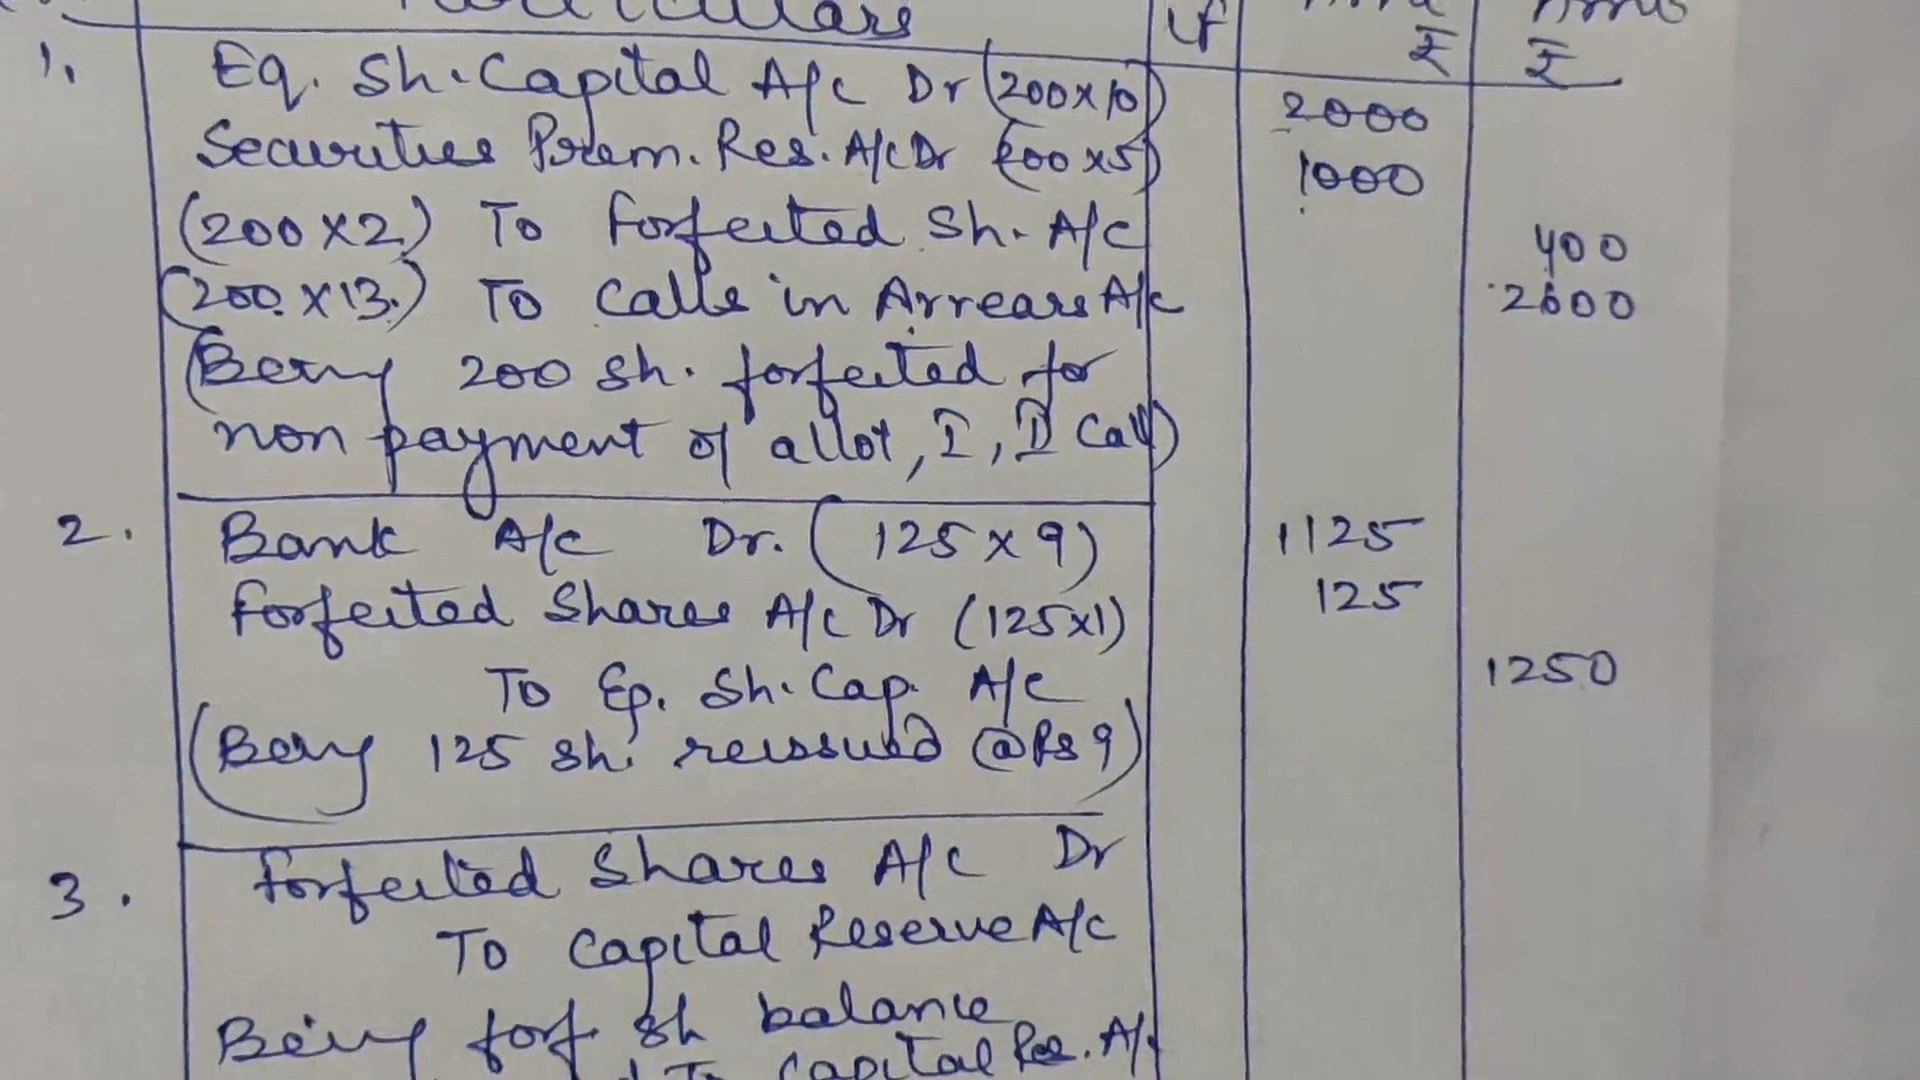 Particulars LF
₹ ₹
1. Eq. Sh. Capital A/c Dr (200x10) 2000
Securities Prem. Res. A/c Dr (200x5) 1000
(200x2) To Forfeited Sh. A/c 400
(200x13) To Calls in Arrears A/c 2600
(Being 200 sh. forfeited for
non payment of allot, I, II Call)
2. Bank A/c Dr. (125x9) 1125
Forfeited Shares A/c Dr (125x1) 125
To Eq. Sh. Cap. A/c 1250
(Being 125 sh. reissued @Rs 9)
3. Forfeited Shares A/c Dr
To Capital Reserve A/c
Being forf sh balance
To Capital Res. A/c